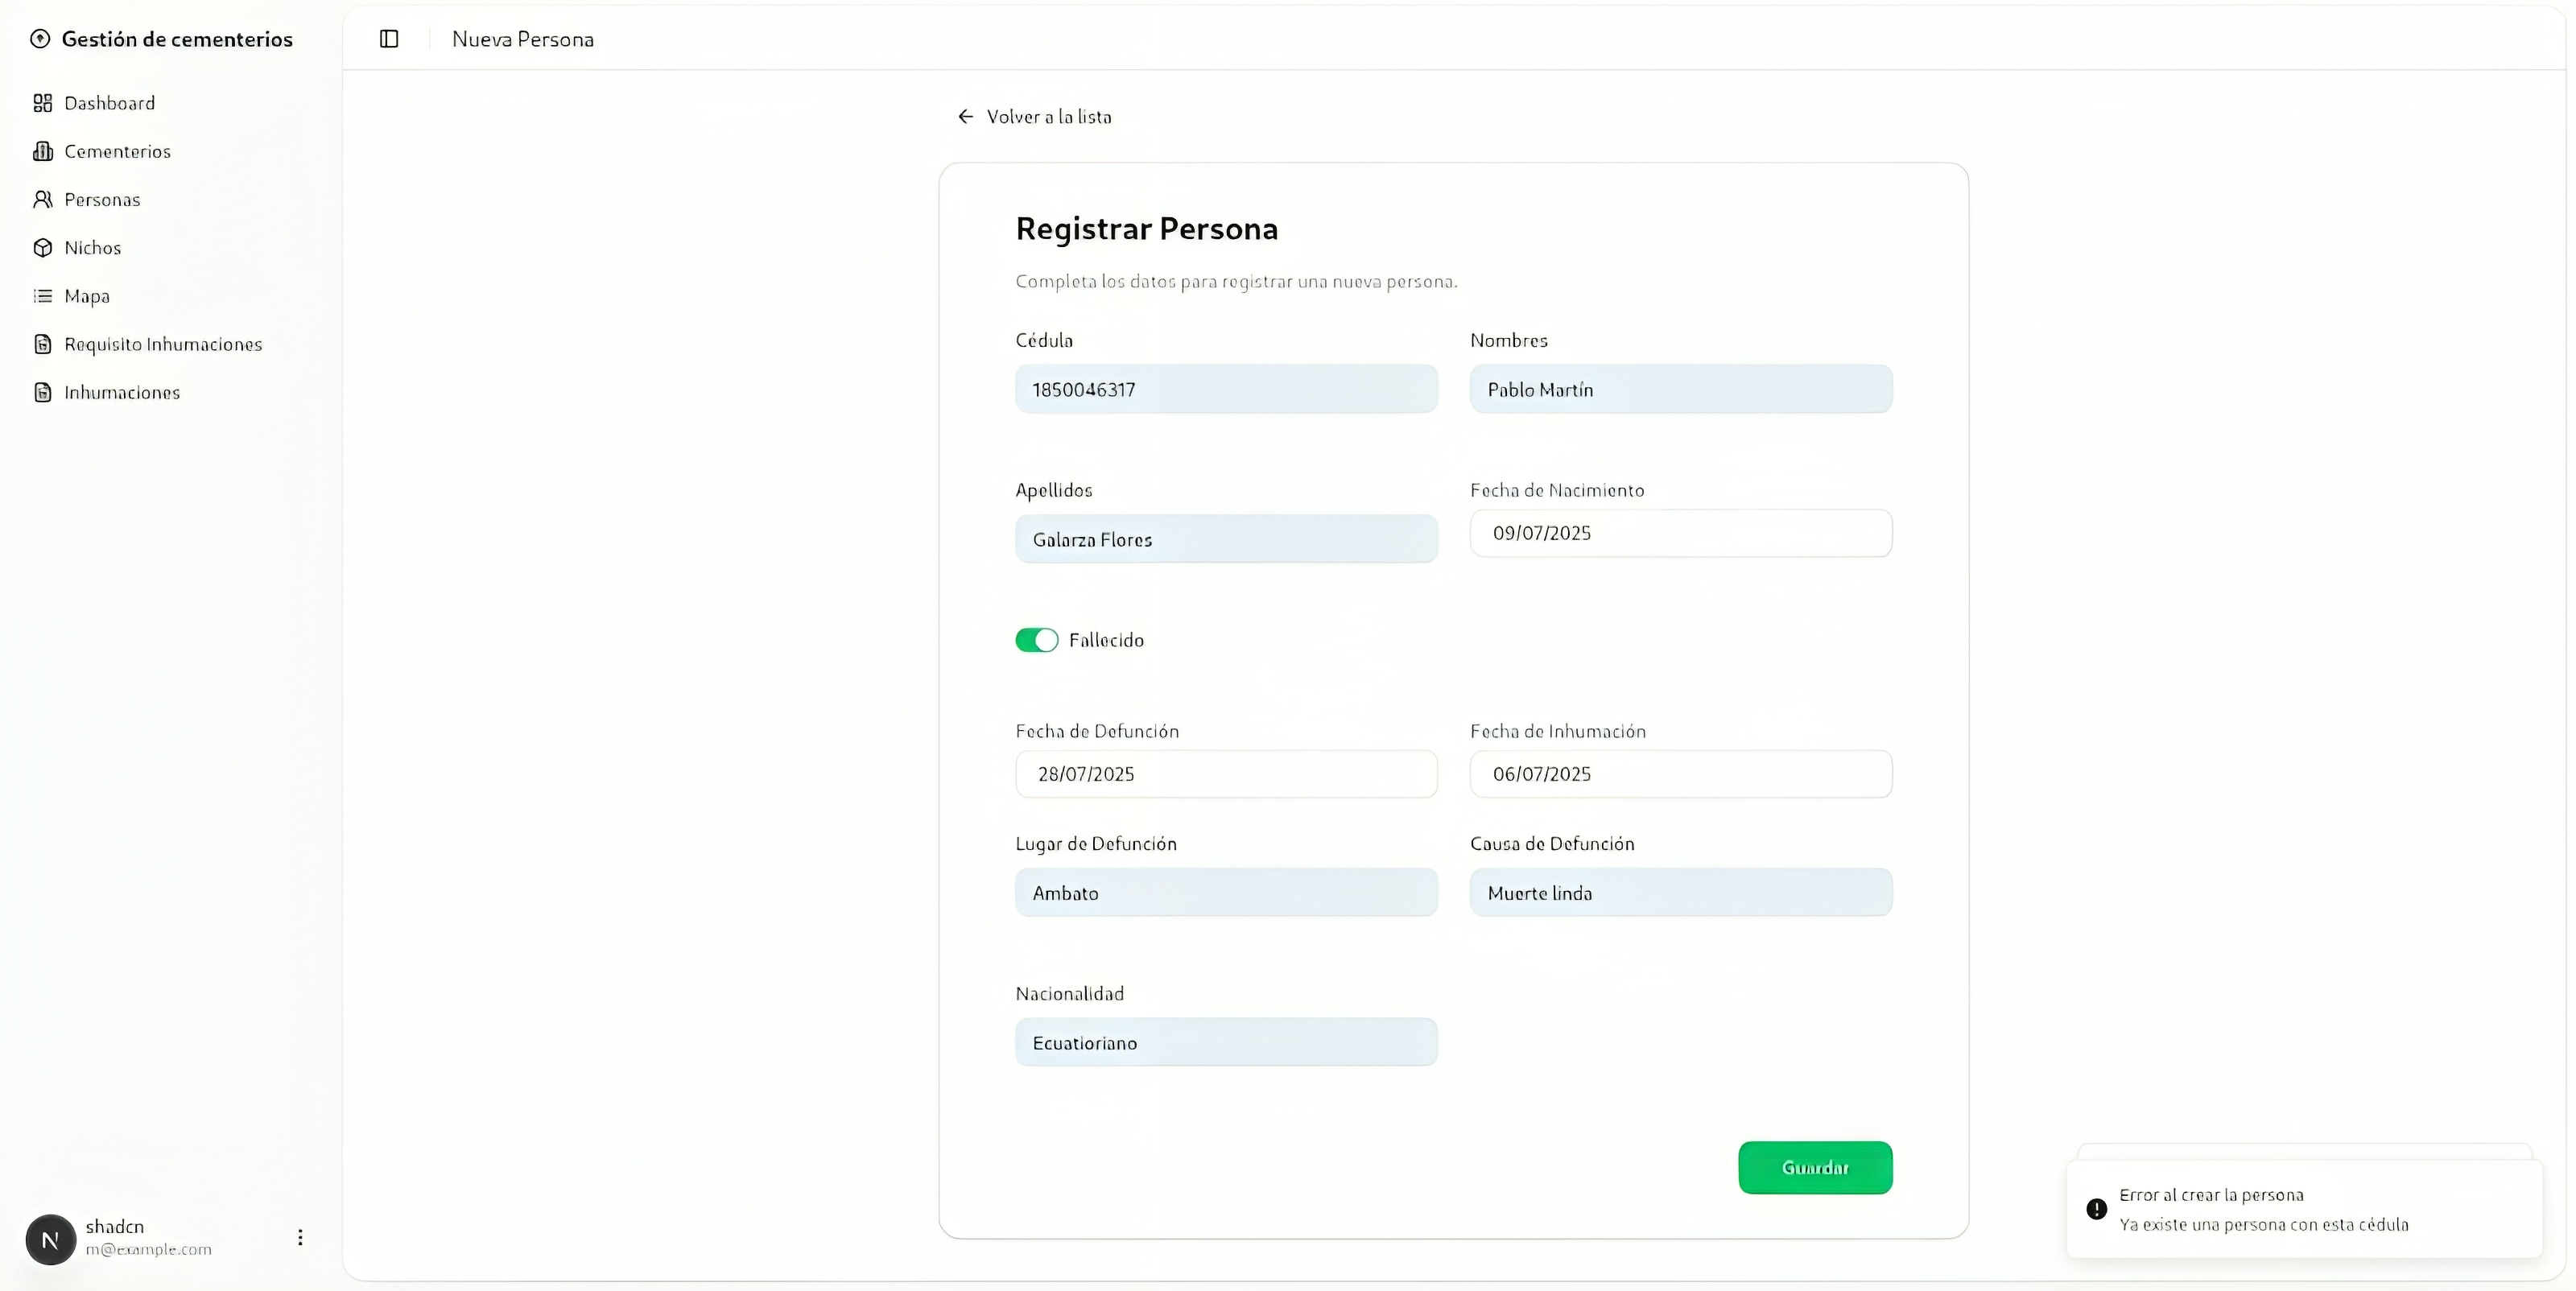 Gestión de cementerios
Dashboard
Cementerios
Personas
Nichos
Mapa
Requisito Inhumaciones
Inhumaciones
N
shadcn
m@example.com
Nueva Persona
Volver a la lista
Registrar Persona
Completa los datos para registrar una nueva persona.
Cédula
1850046317
Nombres
Pablo Martín
Apellidos
Galarza Flores
Fecha de Nacimiento
09/07/2025
Fallecido
Fecha de Defunción
28/07/2025
Fecha de Inhumación
06/07/2025
Lugar de Defunción
Ambato
Causa de Defunción
Muerte linda
Nacionalidad
Ecuatioriano
Guardar
Error al crear la persona
Ya existe una persona con esta cédula